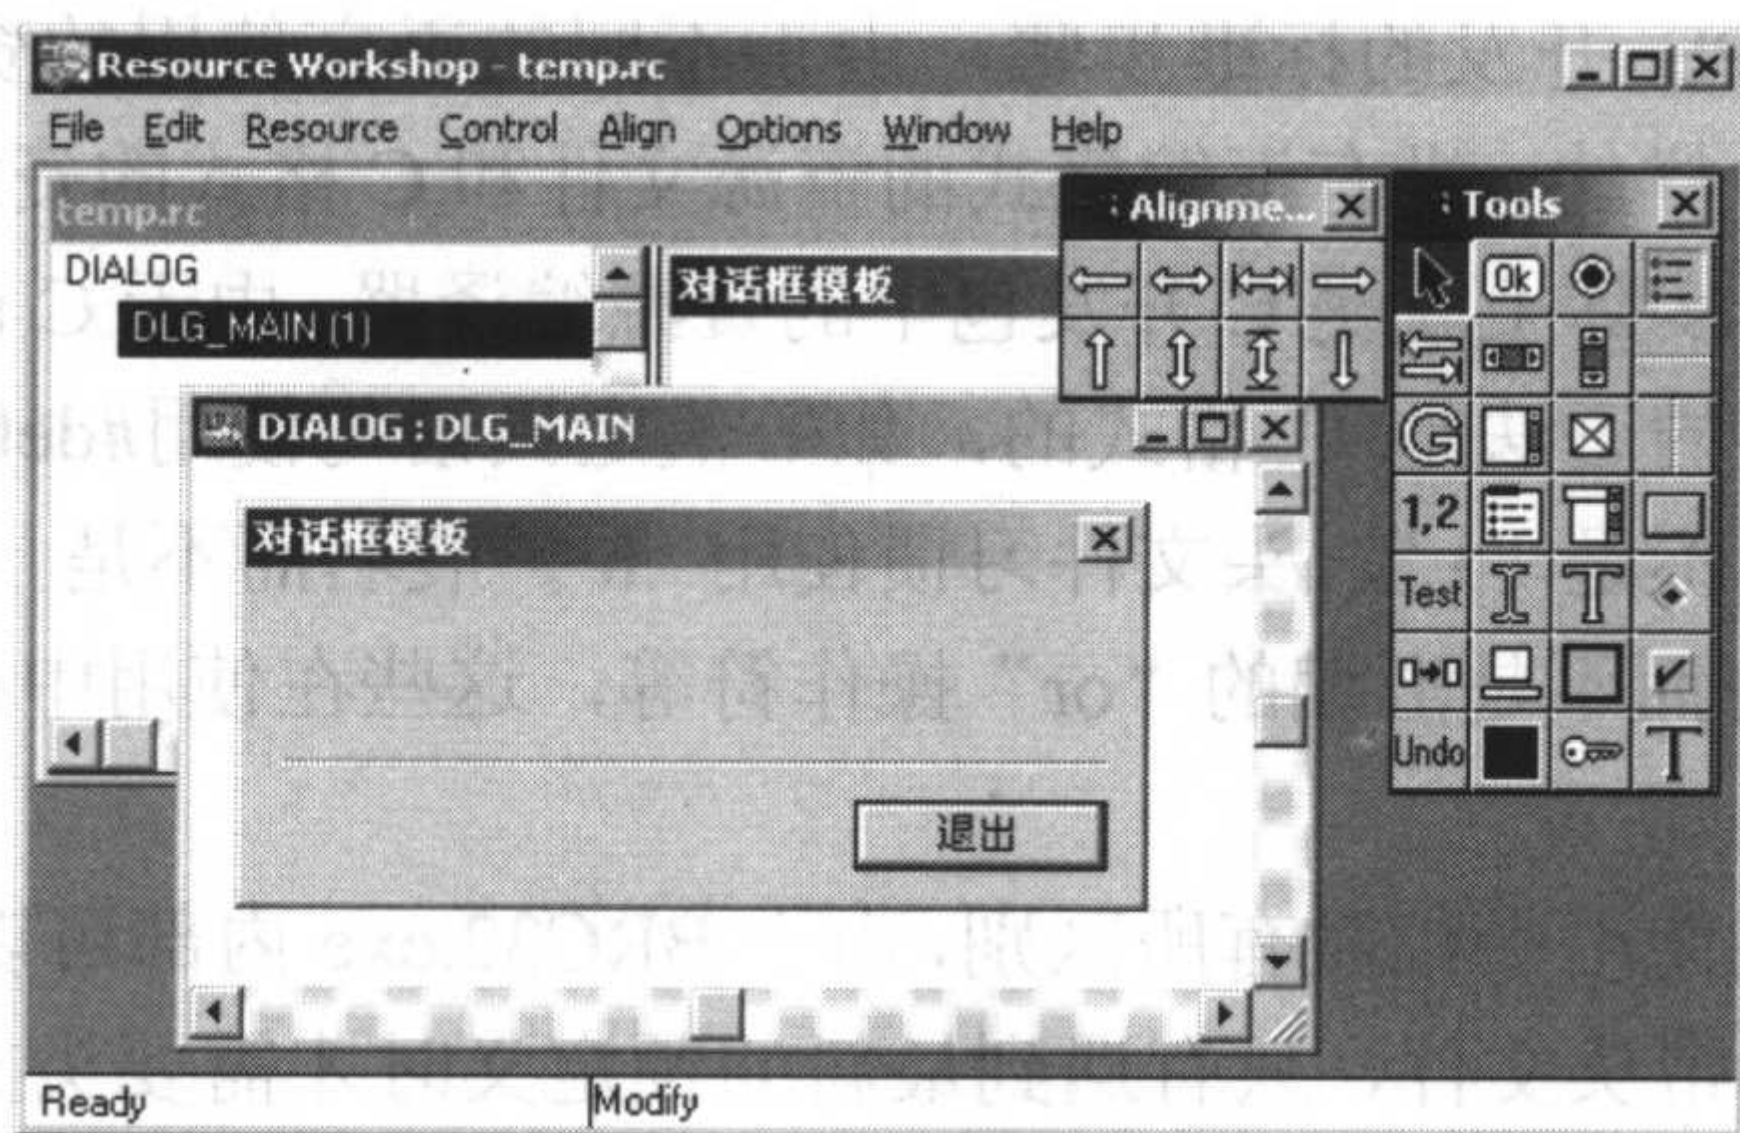 Resource Workshop - temp.rc
File Edit Resource Control Align Options Window Help
temp.rc
DIALOG
DLG_MAIN (1)
对话框模板
Alignme...
Tools
Ok
G
1,2
Test
T
Undo
T
DIALOG : DLG_MAIN
对话框模板
退出
Ready
Modify